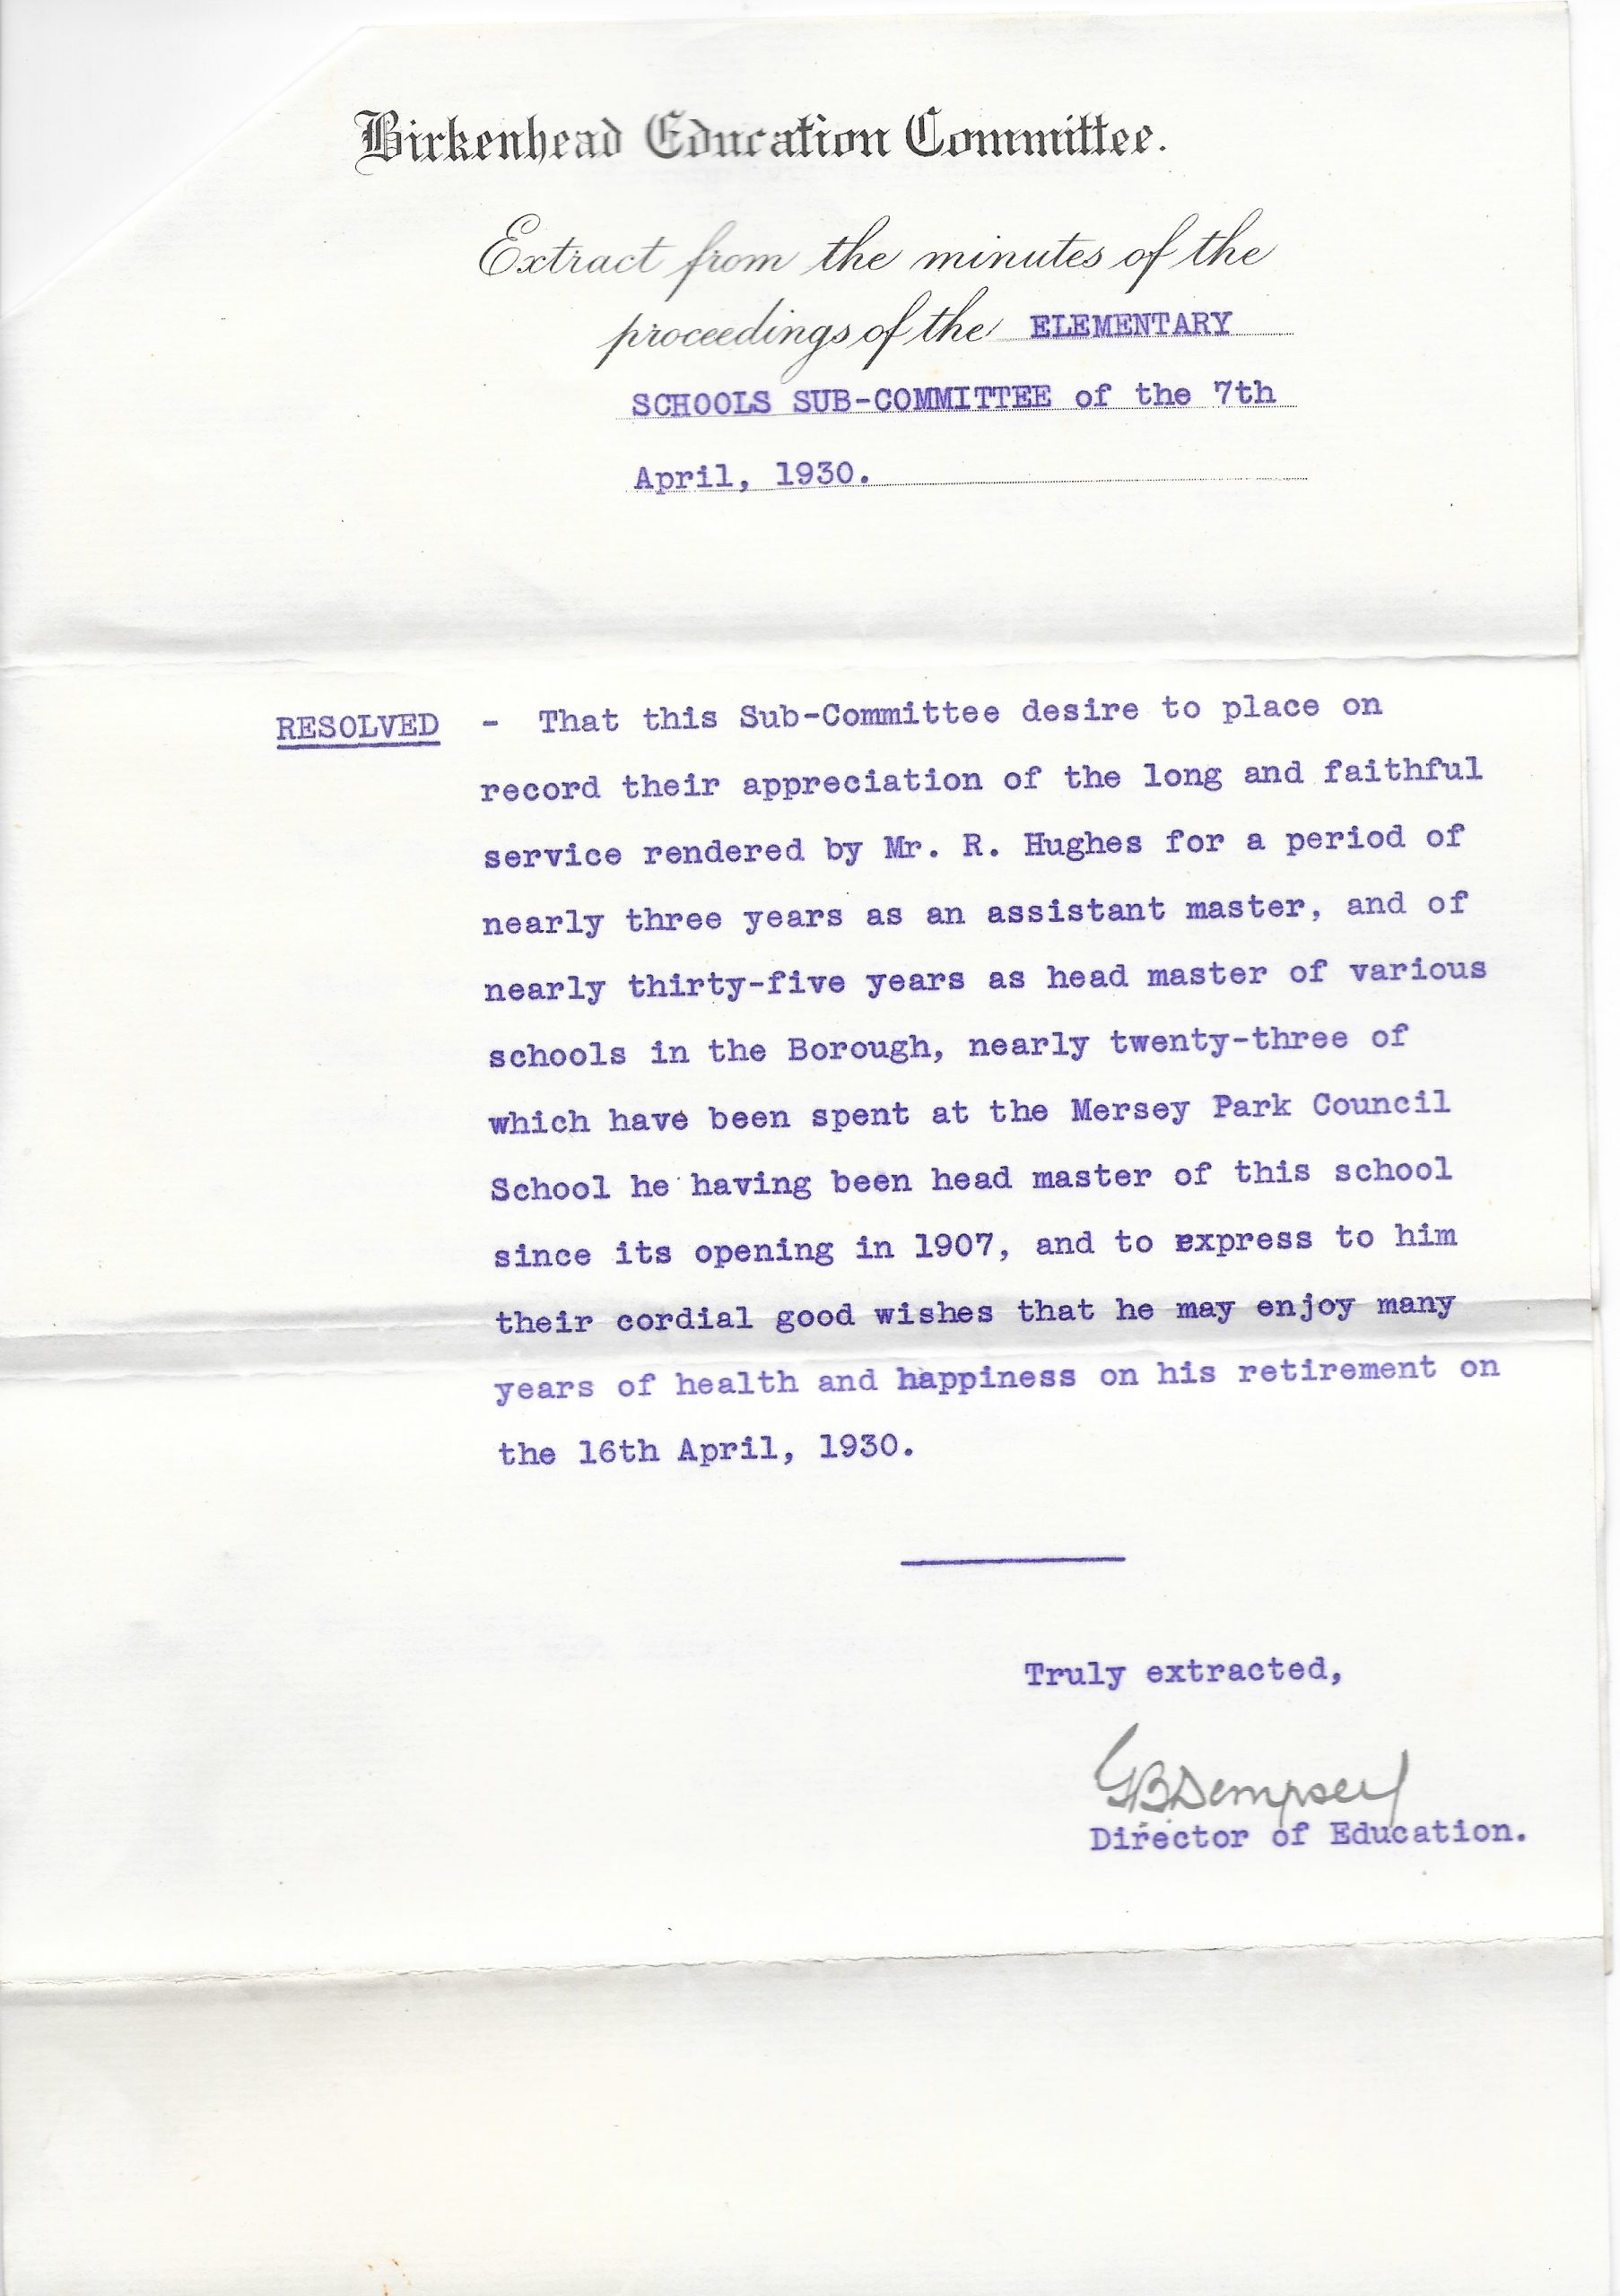 Birkenhead Education Committee.
Extract from the minutes of the
proceedings of the ELEMENTARY
SCHOOLS SUB-COMMITTEE of the 7th
April, 1930.
RESOLVED - That this Sub-Committee desire to place on
record their appreciation of the long and faithful
service rendered by Mr. R. Hughes for a period of
nearly three years as an assistant master, and of
nearly thirty-five years as head master of various
schools in the Borough, nearly twenty-three of
which have been spent at the Mersey Park Council
School he having been head master of this school
since its opening in 1907, and to express to him
their cordial good wishes that he may enjoy many
years of health and happiness on his retirement on
the 16th April, 1930.
Truly extracted,
GBDempsey
Director of Education.